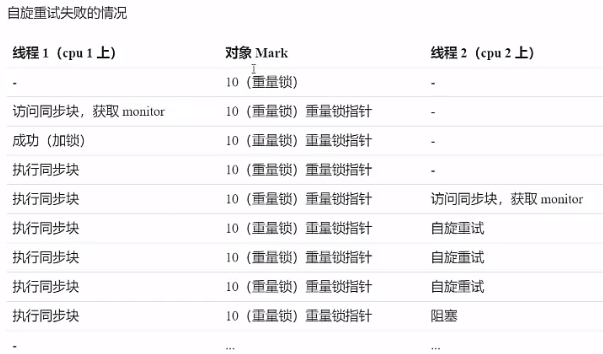 自旋重试失败的情况
线程 1（cpu 1 上） 对象 Mark 线程 2（cpu 2 上）
- 10（重量锁） -
访问同步块，获取 monitor 10（重量锁）重量锁指针 -
成功（加锁） 10（重量锁）重量锁指针 -
执行同步块 10（重量锁）重量锁指针 -
执行同步块 10（重量锁）重量锁指针 访问同步块，获取 monitor
执行同步块 10（重量锁）重量锁指针 自旋重试
执行同步块 10（重量锁）重量锁指针 自旋重试
执行同步块 10（重量锁）重量锁指针 自旋重试
执行同步块 10（重量锁）重量锁指针 阻塞
- ... ...